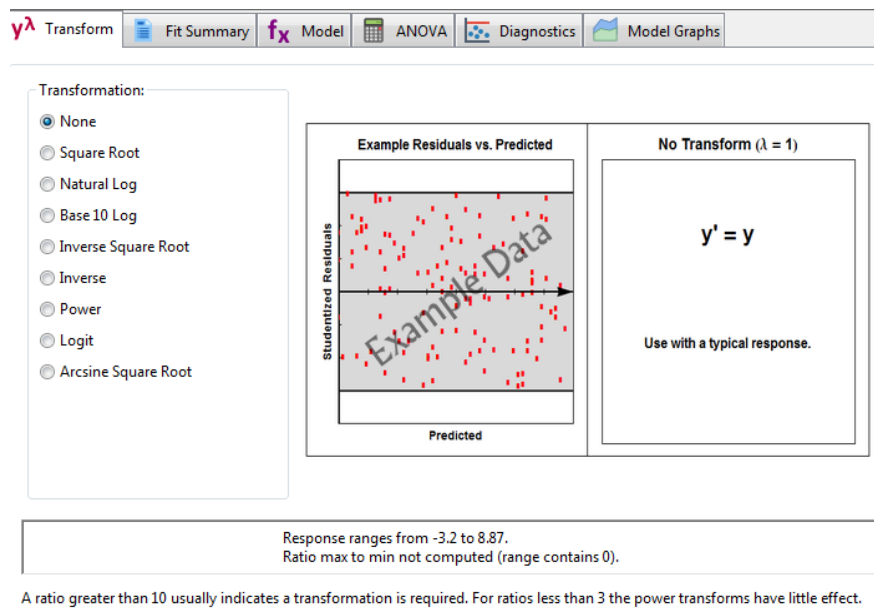 yλ Transform
Fit Summary
fx Model
ANOVA
Diagnostics
Model Graphs
Transformation:
None
Square Root
Natural Log
Base 10 Log
Inverse Square Root
Inverse
Power
Logit
Arcsine Square Root
Example Residuals vs. Predicted
Studentized Residuals
Example Data
Predicted
No Transform (λ = 1)
y' = y
Use with a typical response.
Response ranges from -3.2 to 8.87.
Ratio max to min not computed (range contains 0).
A ratio greater than 10 usually indicates a transformation is required. For ratios less than 3 the power transforms have little effect.